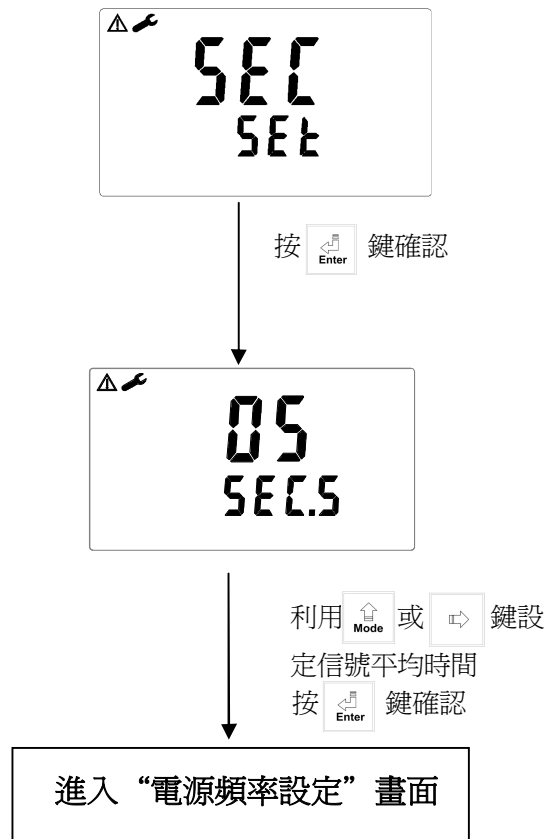 SEC
SEt
按 Enter 鍵確認
05
SEC.S
利用 Mode 或 鍵設
定信號平均時間
按 Enter 鍵確認
進入“電源頻率設定”畫面